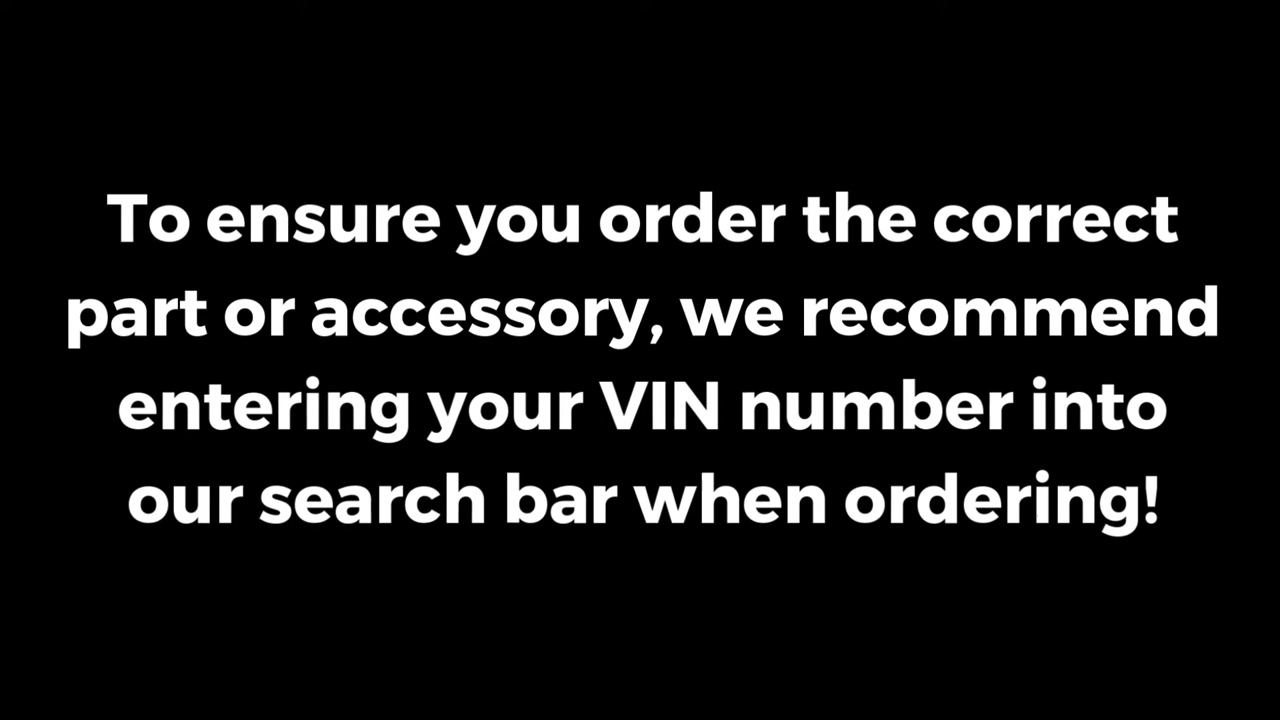 To ensure you order the correct
part or accessory, we recommend
entering your VIN number into
our search bar when ordering!